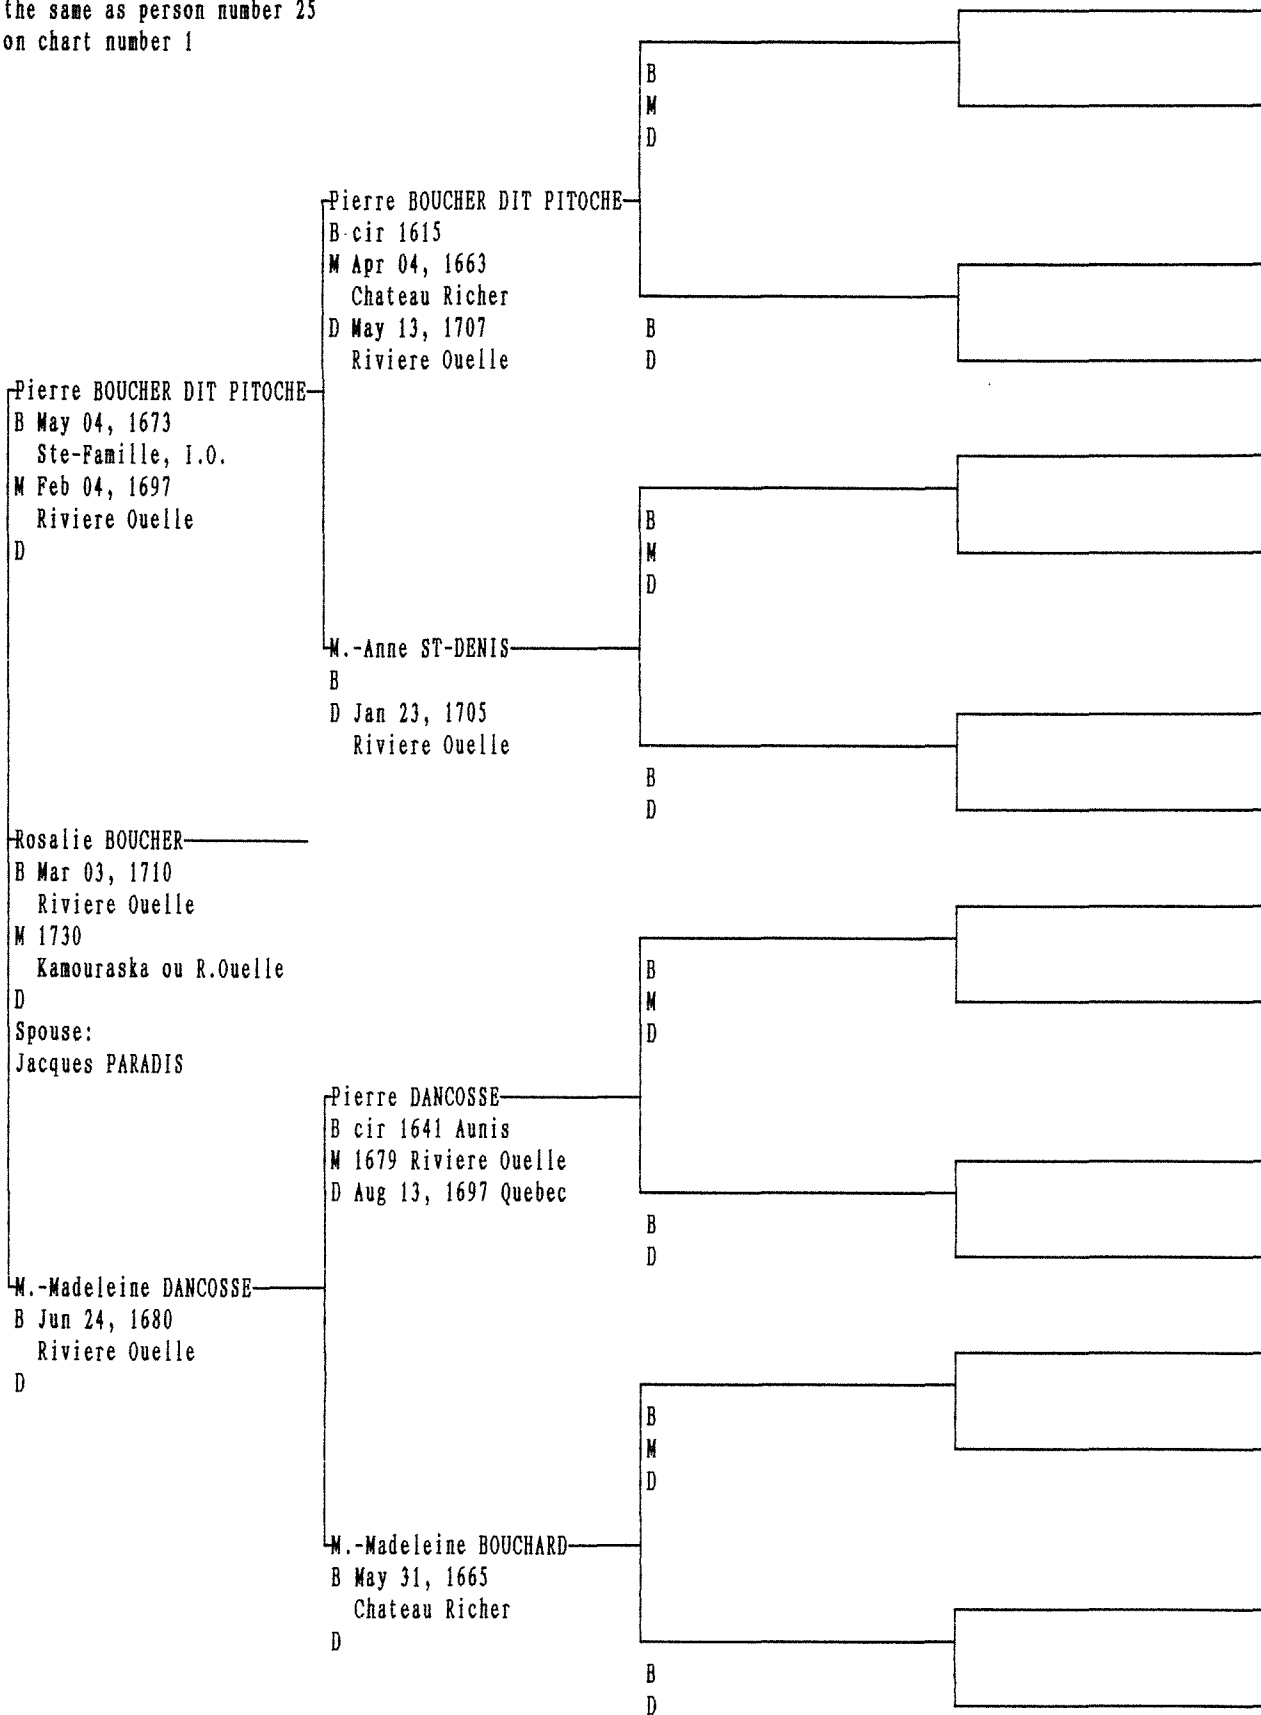 the same as person number 25
on chart number 1
B
M
D
Pierre BOUCHER DIT PITOCHE
B cir 1615
M Apr 04, 1663
Chateau Richer
D May 13, 1707
Riviere Ouelle
B
D
Pierre BOUCHER DIT PITOCHE
B May 04, 1673
Ste-Famille, I.O.
M Feb 04, 1697
Riviere Ouelle
D
B
M
D
M.-Anne ST-DENIS
B
D Jan 23, 1705
Riviere Ouelle
B
D
Rosalie BOUCHER
B Mar 03, 1710
Riviere Ouelle
M 1730
Kamouraska ou R.Ouelle
D
Spouse:
Jacques PARADIS
B
M
D
Pierre DANCOSSE
B cir 1641 Aunis
M 1679 Riviere Ouelle
D Aug 13, 1697 Quebec
B
D
M.-Madeleine DANCOSSE
B Jun 24, 1680
Riviere Ouelle
D
B
M
D
M.-Madeleine BOUCHARD
B May 31, 1665
Chateau Richer
D
B
D